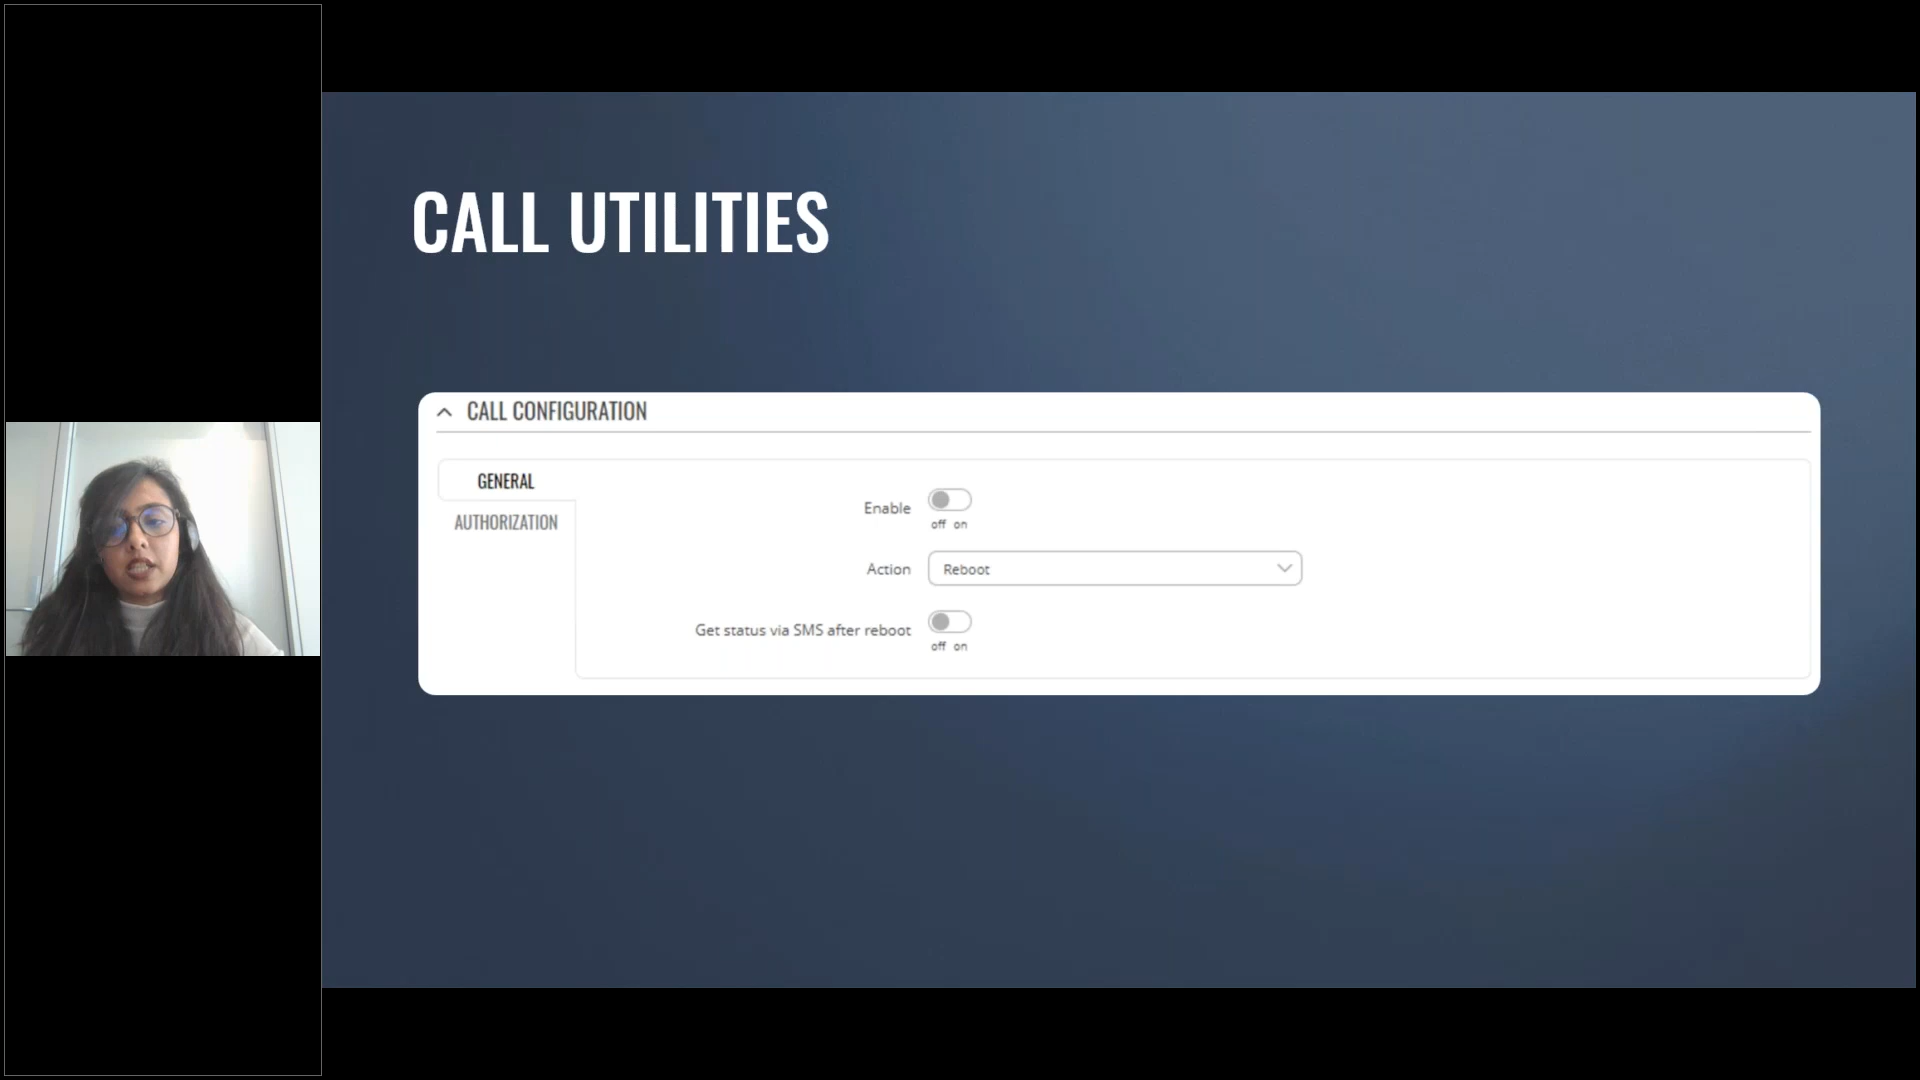 CALL UTILITIES
CALL CONFIGURATION
GENERAL
AUTHORIZATION
Enable
off on
Action
Reboot
Get status via SMS after reboot
off on